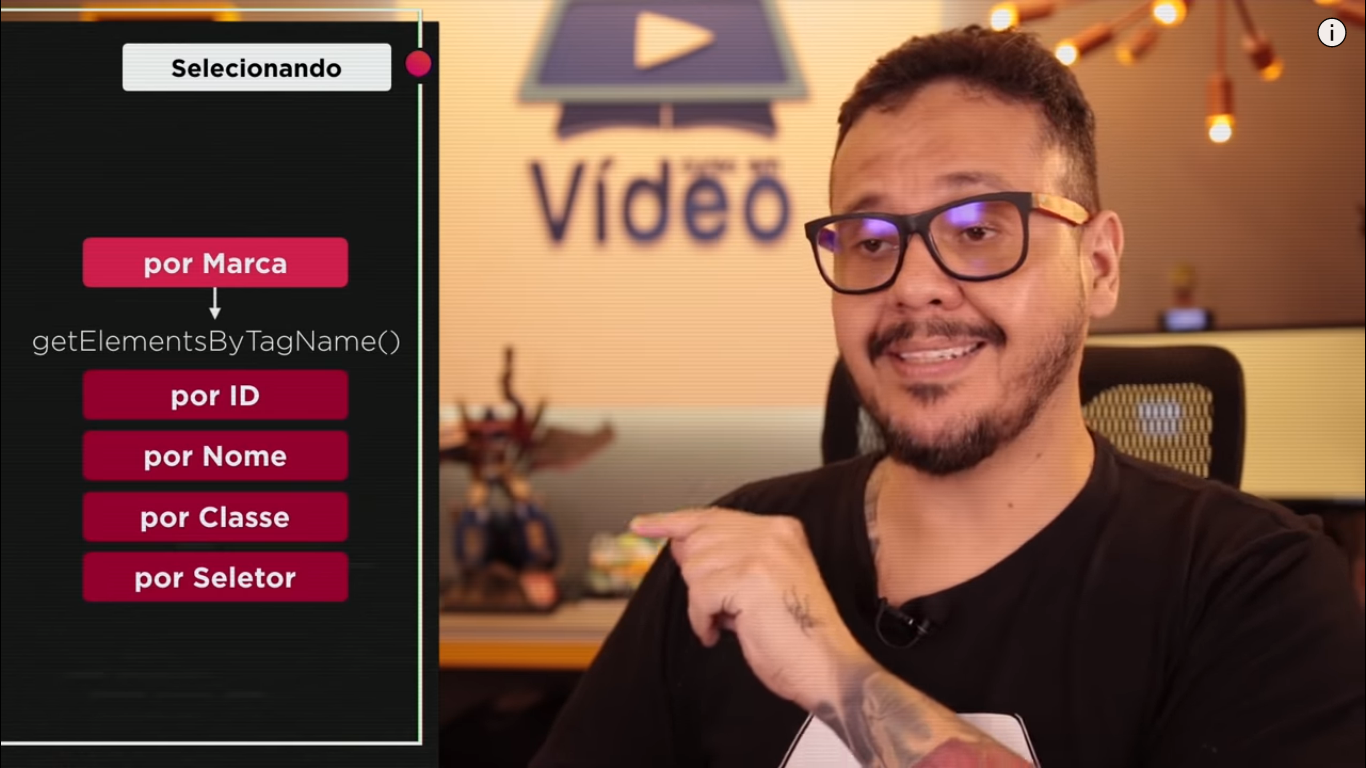 Selecionando
por Marca
getElementsByTagName()
por ID
por Nome
por Classe
por Seletor
Vídeo
i